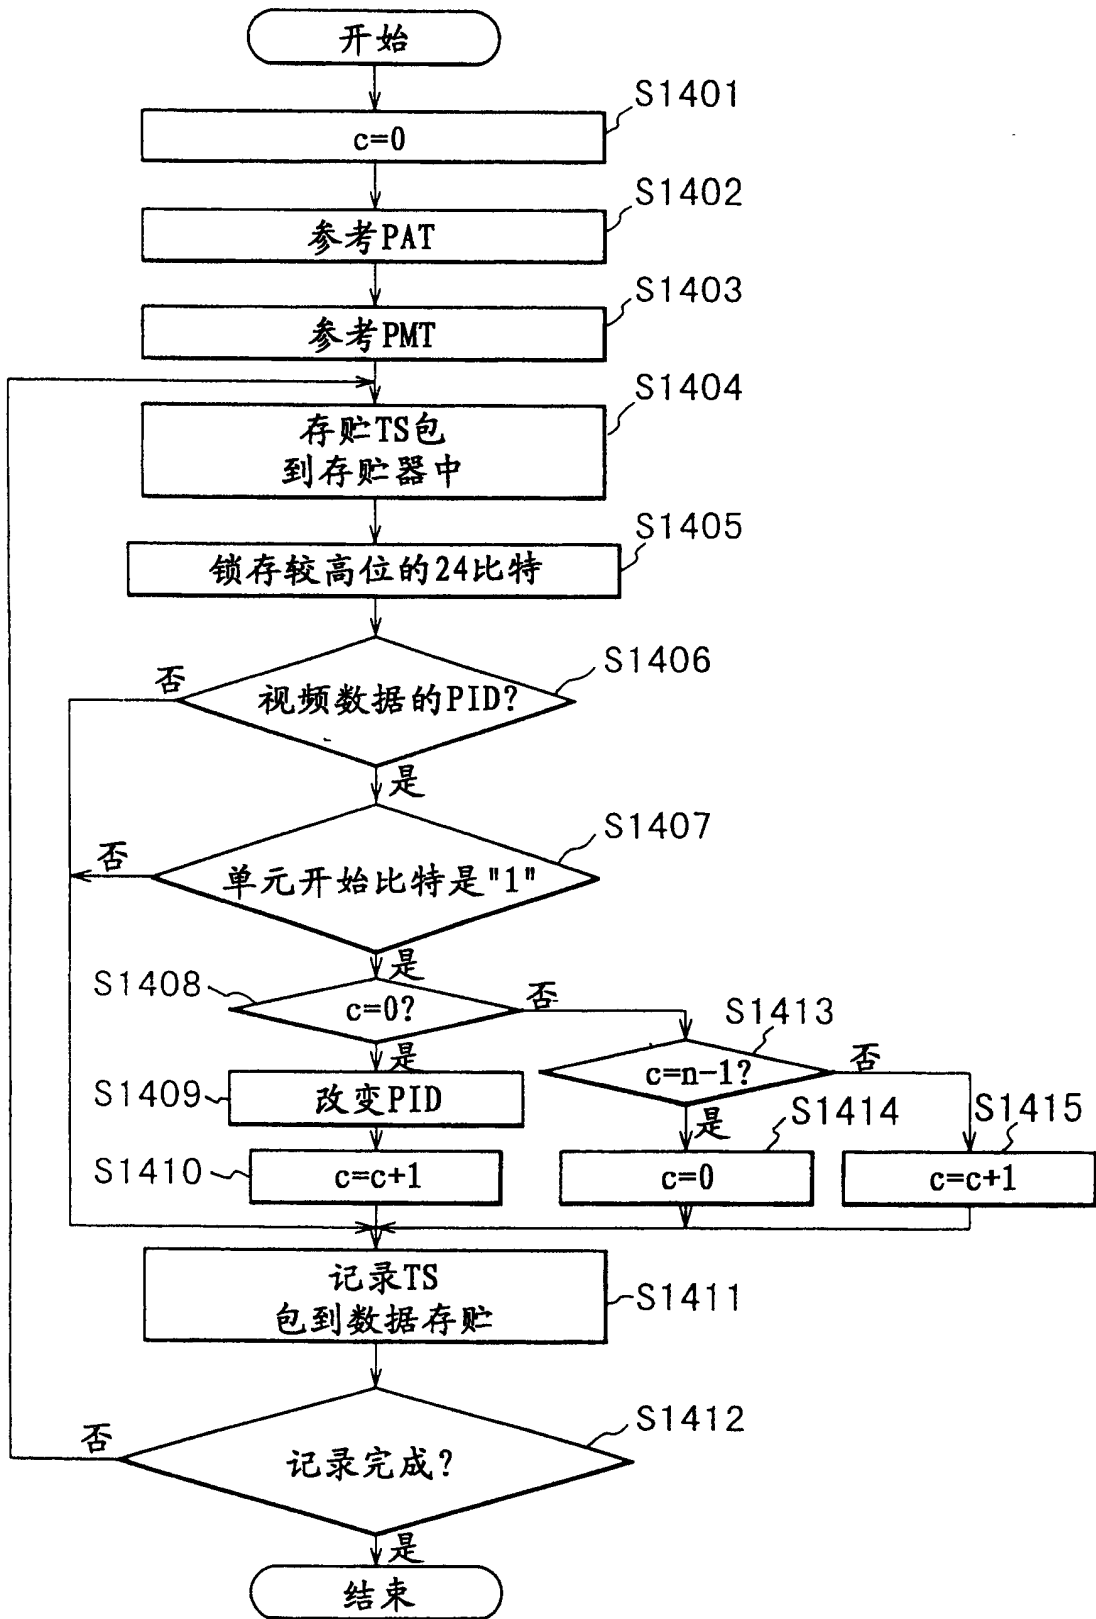 开始
S1401
c=0
S1402
参考PAT
S1403
参考PMT
S1404
存贮TS包
到存贮器中
S1405
锁存较高位的24比特
S1406
否
视频数据的PID?
是
S1407
否
单元开始比特是"1"
是
S1408
c=0?
否
S1413
是
c=n-1?
否
S1409
改变PID
是
S1414
S1415
S1410
c=c+1
c=0
c=c+1
记录TS
包到数据存贮
S1411
S1412
否
记录完成?
是
结束